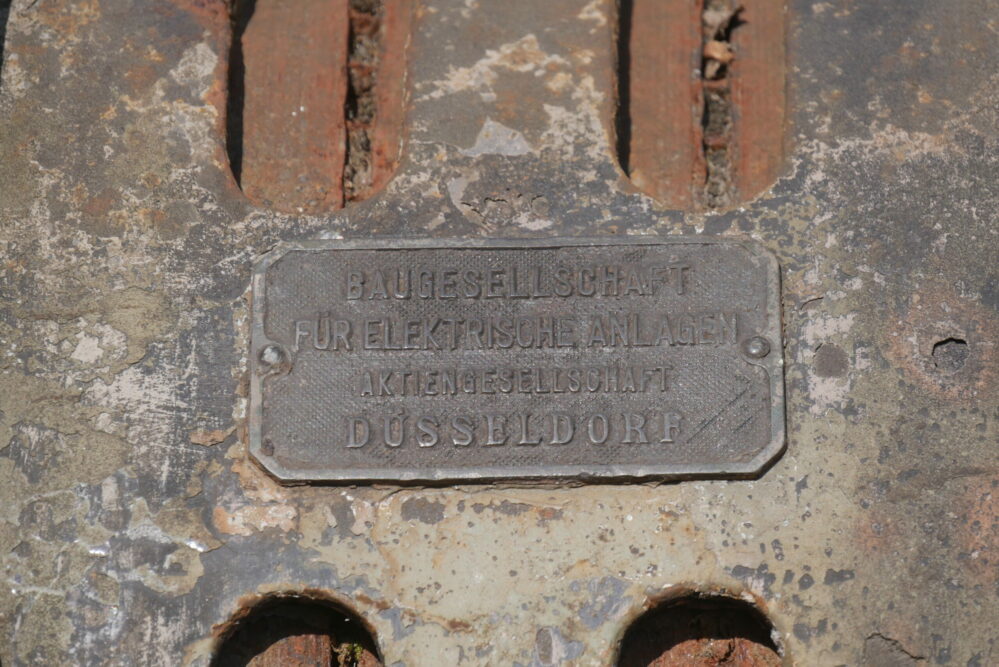 BAUGESELLSCHAFT
FÜR ELEKTRISCHE ANLAGEN
AKTIENGESELLSCHAFT
DÜSSELDORF